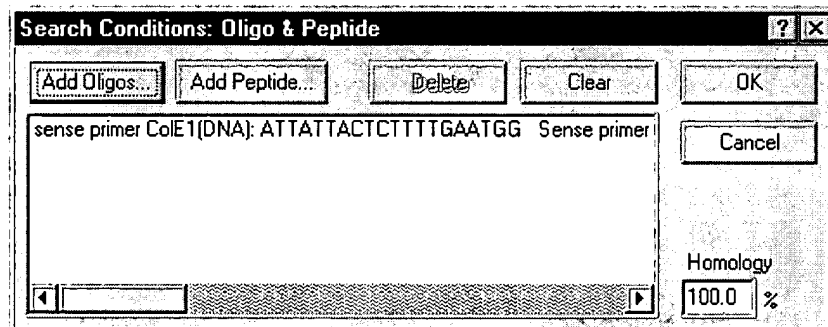 Search Conditions: Oligo & Peptide
Add Oligos... Add Peptide... Delete Clear OK
sense primer ColE1(DNA): ATTATTACTCTTTTGAATGG Sense primer
Cancel
Homology
100.0 %